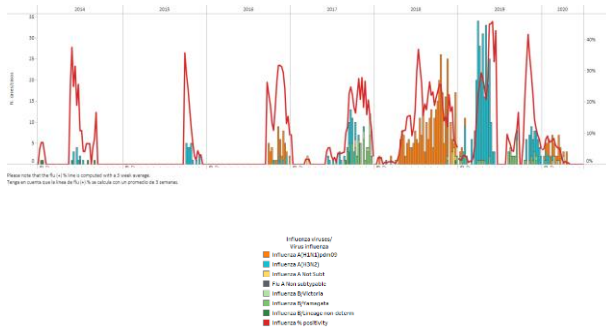 2014 2015 2016 2017 2018 2019 2020
35
30
25
20
15
10
5
0
40%
30%
20%
10%
0%
Please note that the flu (+) % line is computed with a 3-week average.
Tenga en cuenta que la linea de flu (+) % se calcula con un promedio de 3 semanas.
Influenza viruses/
Virus influenza
Influenza A(H1N1)pdm09
Influenza A(H3N2)
Influenza A Not Subt
Flu A Non subtypable
Influenza B/Victoria
Influenza B/Yamagata
Influenza B/Lineage non determ
Influenza % positivity